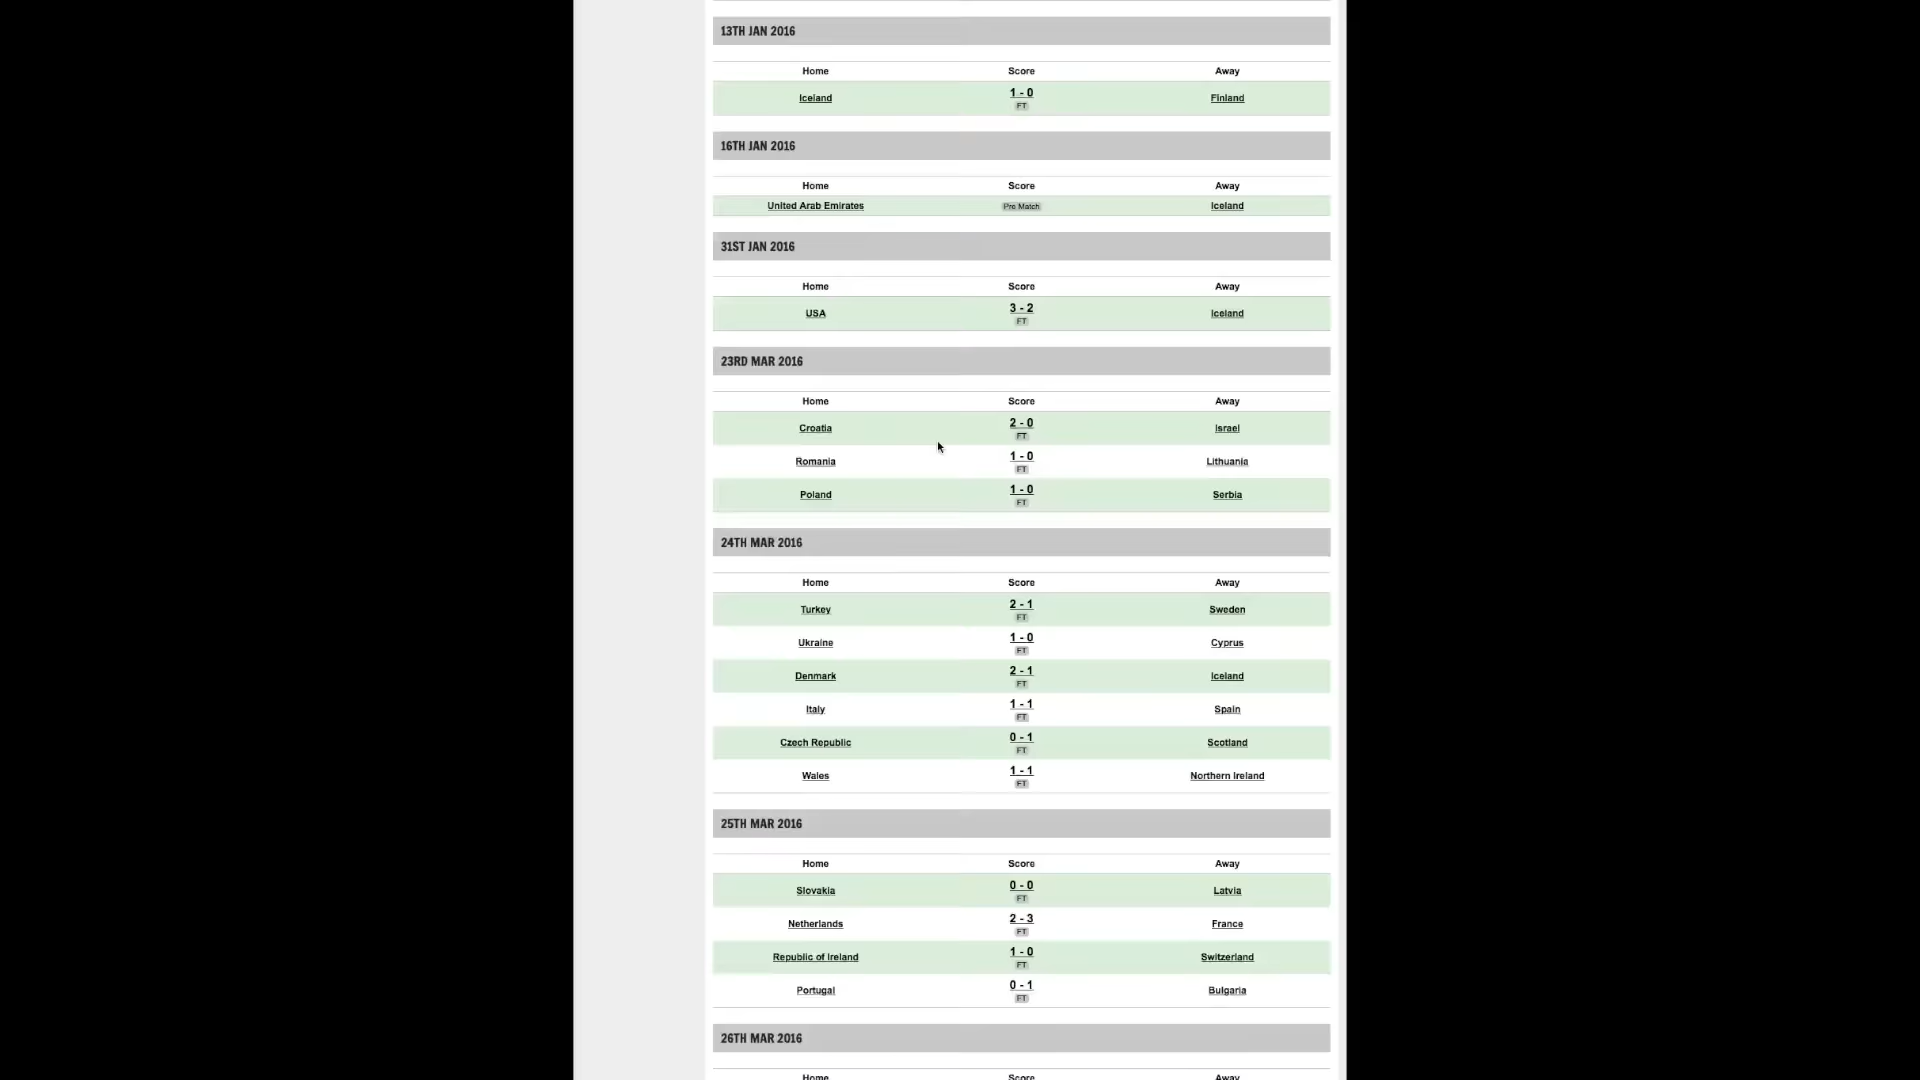 13TH JAN 2016
Home Score Away
Iceland 1 - 0 Finland
FT
16TH JAN 2016
Home Score Away
United Arab Emirates Pre Match Iceland
31ST JAN 2016
Home Score Away
USA 3 - 2 Iceland
FT
23RD MAR 2016
Home Score Away
Croatia 2 - 0 Israel
FT
Romania 1 - 0 Lithuania
FT
Poland 1 - 0 Serbia
FT
24TH MAR 2016
Home Score Away
Turkey 2 - 1 Sweden
FT
Ukraine 1 - 0 Cyprus
FT
Denmark 2 - 1 Iceland
FT
Italy 1 - 1 Spain
FT
Czech Republic 0 - 1 Scotland
FT
Wales 1 - 1 Northern Ireland
FT
25TH MAR 2016
Home Score Away
Slovakia 0 - 0 Latvia
FT
Netherlands 2 - 3 France
FT
Republic of Ireland 1 - 0 Switzerland
FT
Portugal 0 - 1 Bulgaria
FT
26TH MAR 2016
Home Score Away